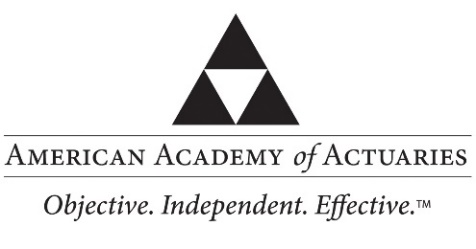 AMERICAN ACADEMY of ACTUARIES
Objective. Independent. Effective.™